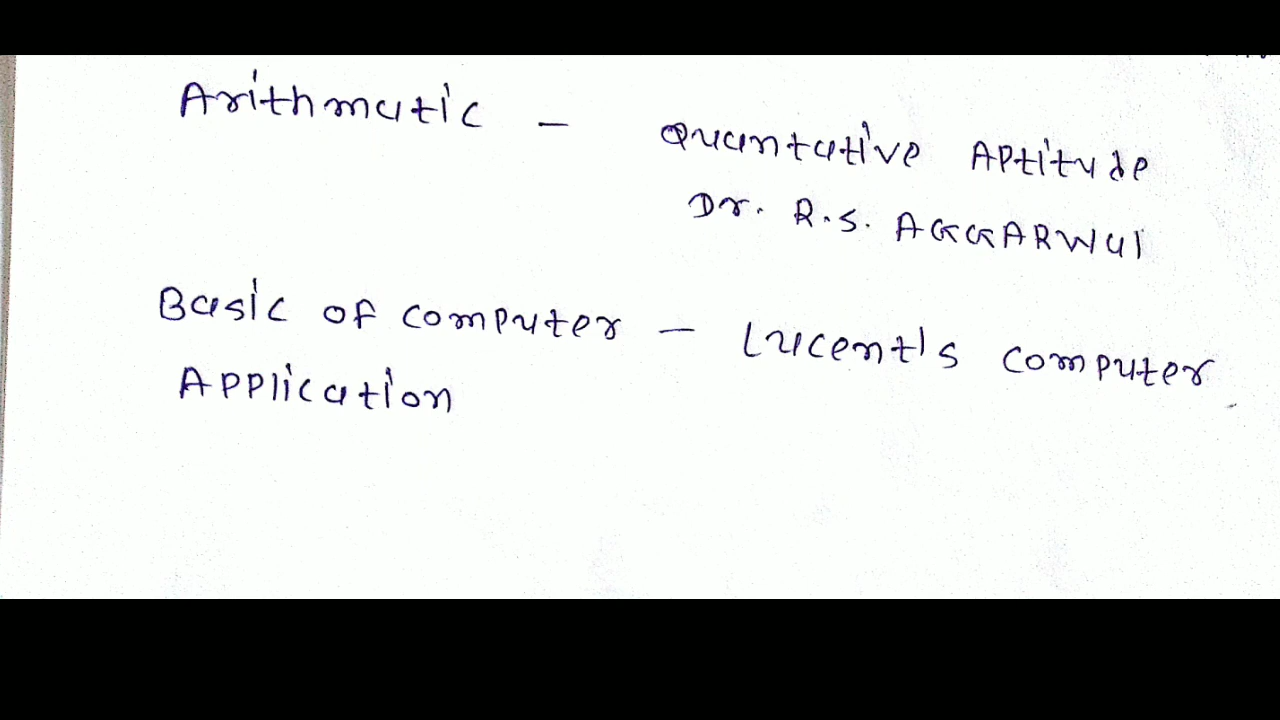 Arithmatic - Quantative Aptitude
Dr. R.S. AGGARWal
Basic of computer - Lucent's computer
Application